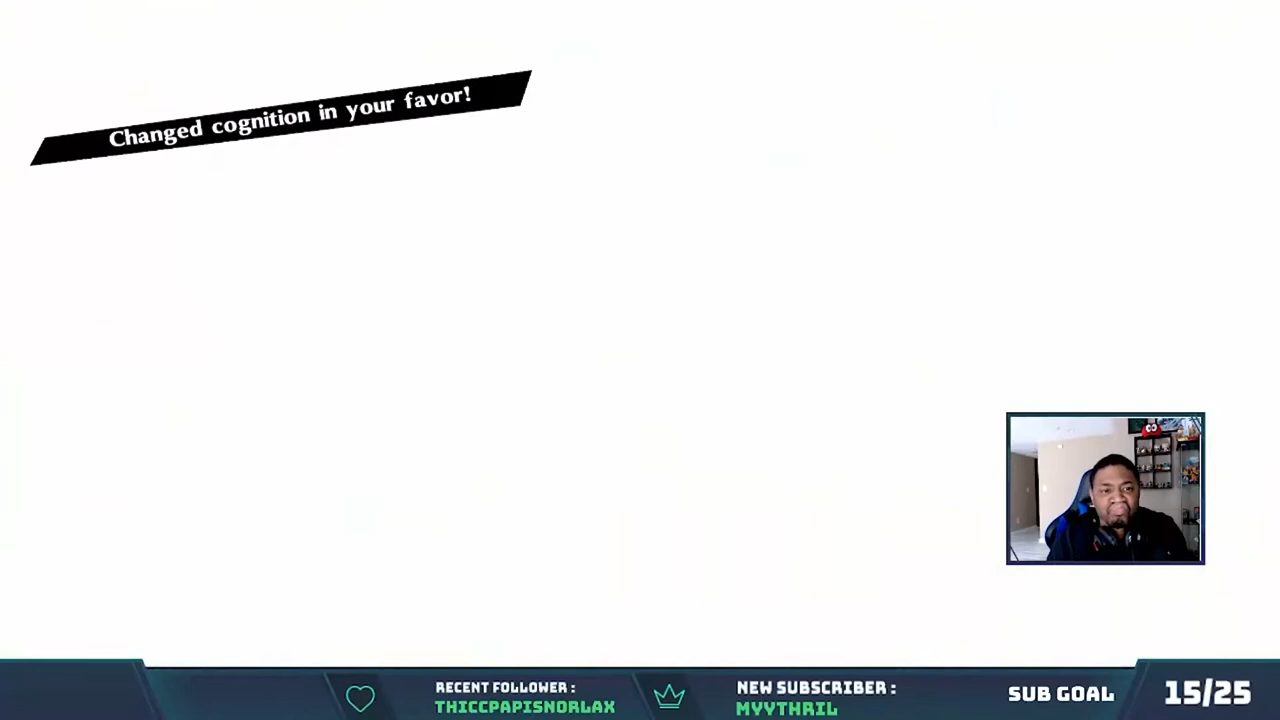 Changed cognition in your favor!
RECENT FOLLOWER :
THICCPAPISNORLAX
NEW SUBSCRIBER :
MYYTHRIL
SUB GOAL
15/25